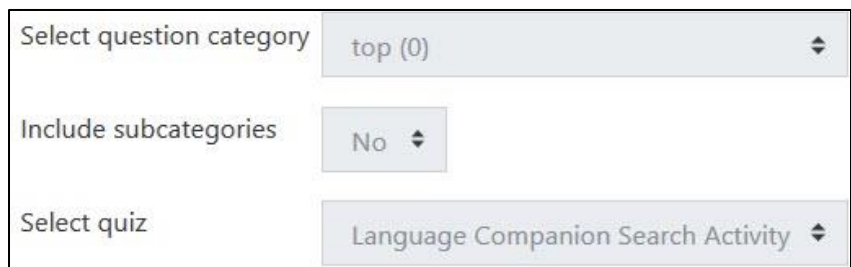 Select question category top (0)
Include subcategories No
Select quiz Language Companion Search Activity